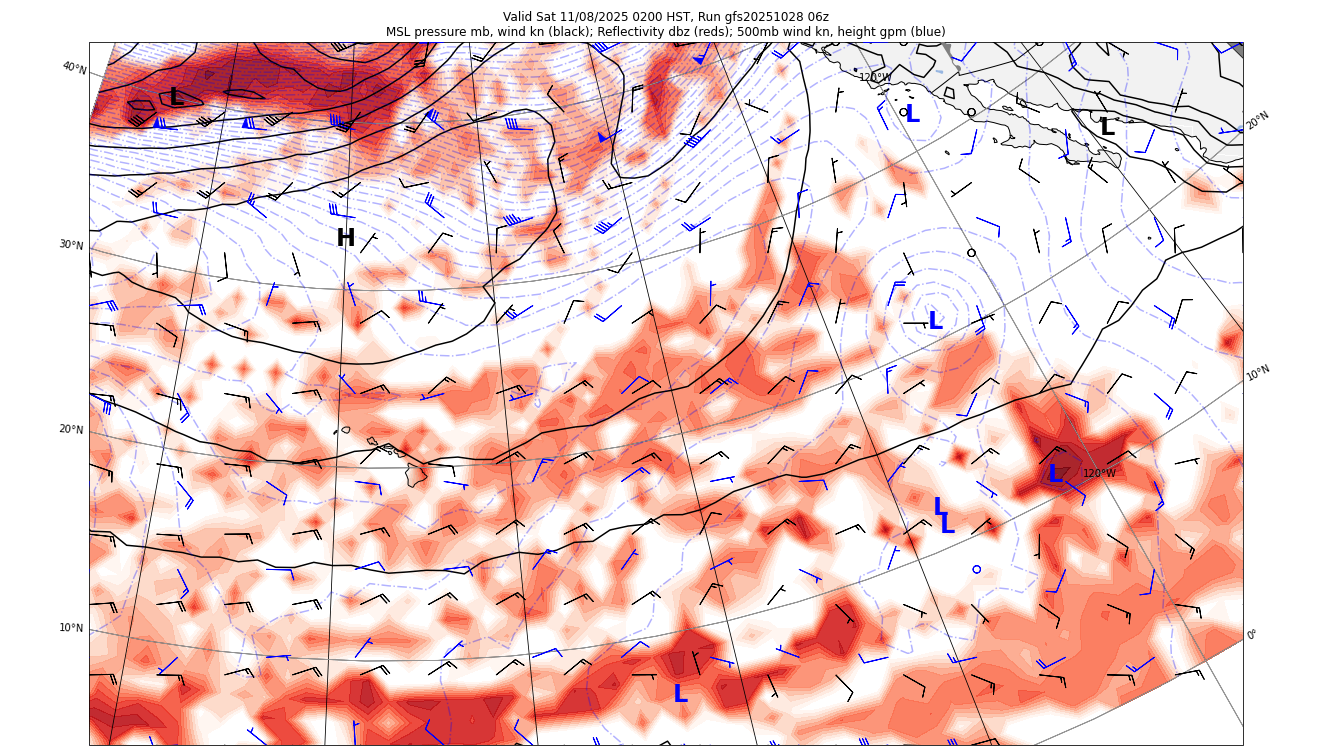 Valid Sat 11/08/2025 0200 HST, Run gfs20251028 06z
MSL pressure mb, wind kn (black); Reflectivity dbz (reds); 500mb wind kn, height gpm (blue)
40°N
120°W
L
L
L
20°N
H
30°N
L
10°N
20°N
L
120°W
L
L
10°N
0°
L